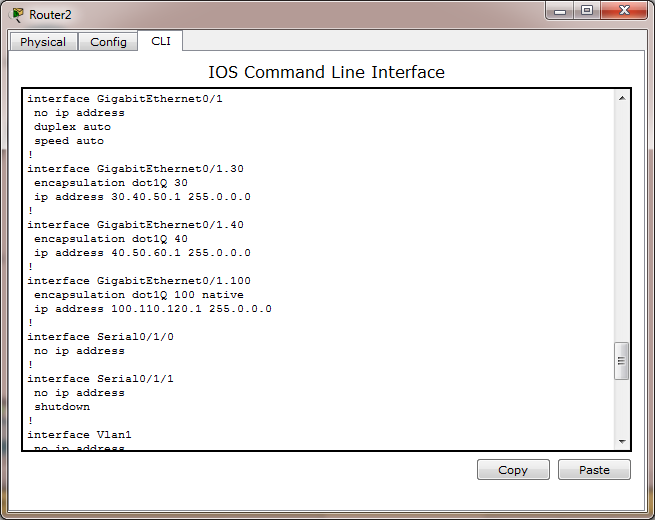 Router2
Physical Config CLI
IOS Command Line Interface
interface GigabitEthernet0/1
no ip address
duplex auto
speed auto
!
interface GigabitEthernet0/1.30
encapsulation dot1Q 30
ip address 30.40.50.1 255.0.0.0
!
interface GigabitEthernet0/1.40
encapsulation dot1Q 40
ip address 40.50.60.1 255.0.0.0
!
interface GigabitEthernet0/1.100
encapsulation dot1Q 100 native
ip address 100.110.120.1 255.0.0.0
!
interface Serial0/1/0
no ip address
!
interface Serial0/1/1
no ip address
shutdown
!
interface Vlan1
no ip address
Copy Paste